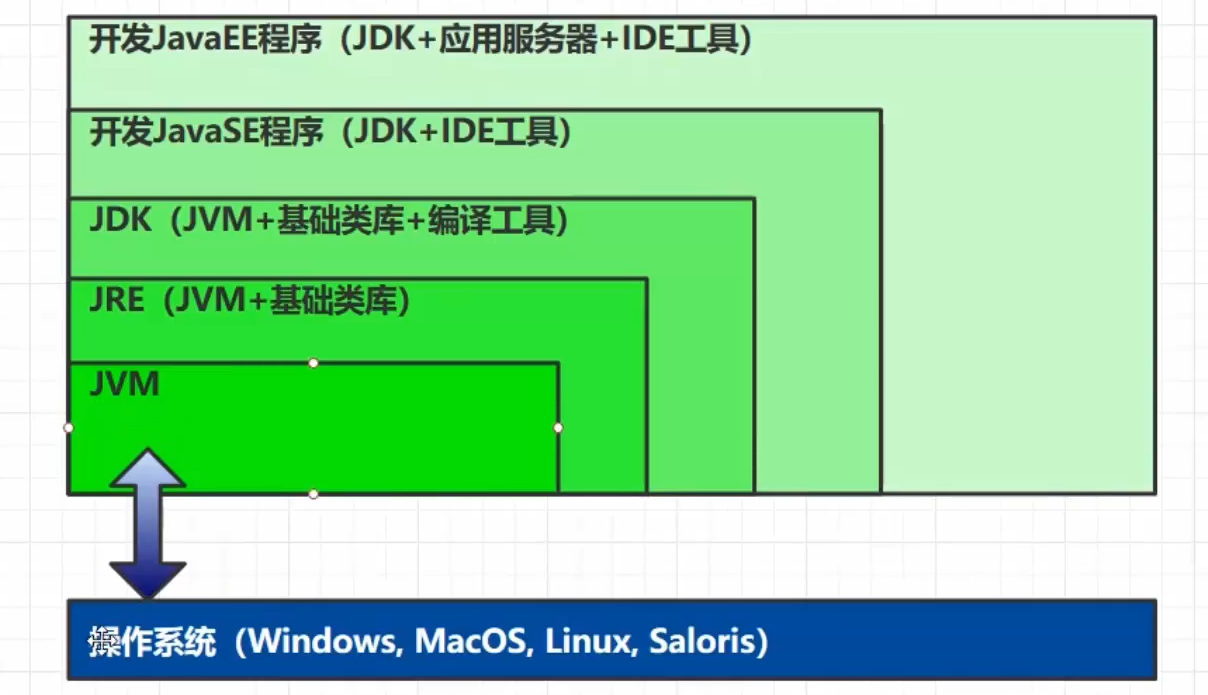 开发JavaEE程序（JDK+应用服务器+IDE工具）
开发JavaSE程序（JDK+IDE工具）
JDK（JVM+基础类库+编译工具）
JRE（JVM+基础类库）
JVM
操作系统（Windows, MacOS, Linux, Saloris）